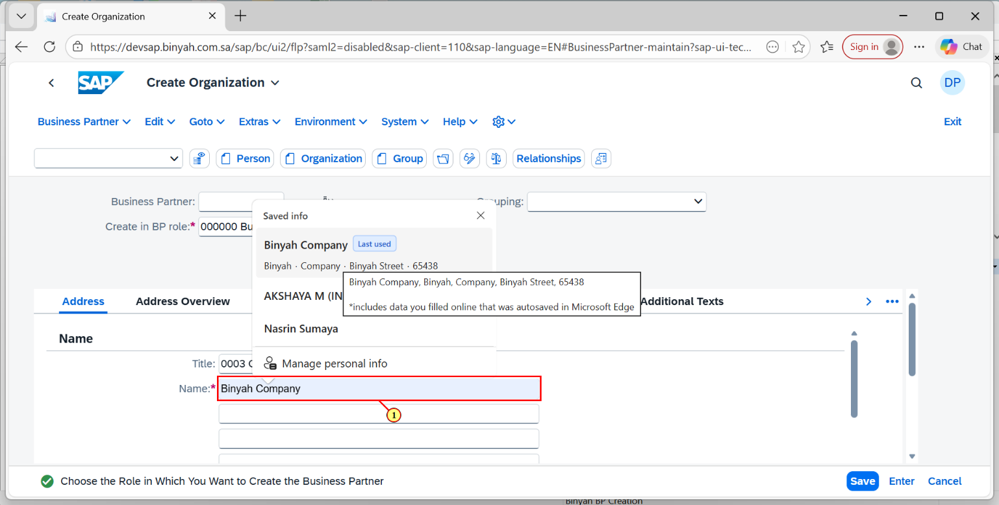 Create Organization
https://devsap.binyah.com.sa/sap/bc/ui2/flp?saml2=disabled&sap-client=110&sap-language=EN#BusinessPartner-maintain?sap-ui-tec...
Sign in
Chat
SAP
Create Organization
DP
Business Partner
Edit
Goto
Extras
Environment
System
Help
Exit
Person
Organization
Group
Relationships
Business Partner:
Grouping:
Create in BP role:* 000000 Bu
Saved info
Binyah Company Last used
Binyah · Company · Binyah Street · 65438
Binyah Company, Binyah, Company, Binyah Street, 65438
*includes data you filled online that was autosaved in Microsoft Edge
AKSHAYA M (IN
Nasrin Sumaya
Manage personal info
Address
Address Overview
Additional Texts
Name
Title: 0003
Name:* Binyah Company
1
Choose the Role in Which You Want to Create the Business Partner
Save
Enter
Cancel
Binyah BP Creation